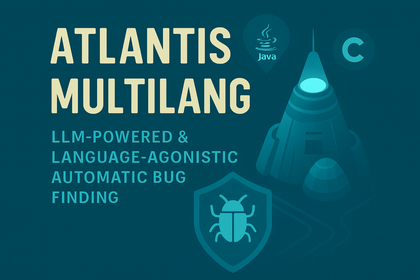 ATLANTIS
MULTILANG
LLM-POWERED &
LANGUAGE-AGONISTIC
AUTOMATIC BUG
FINDING
Java
C